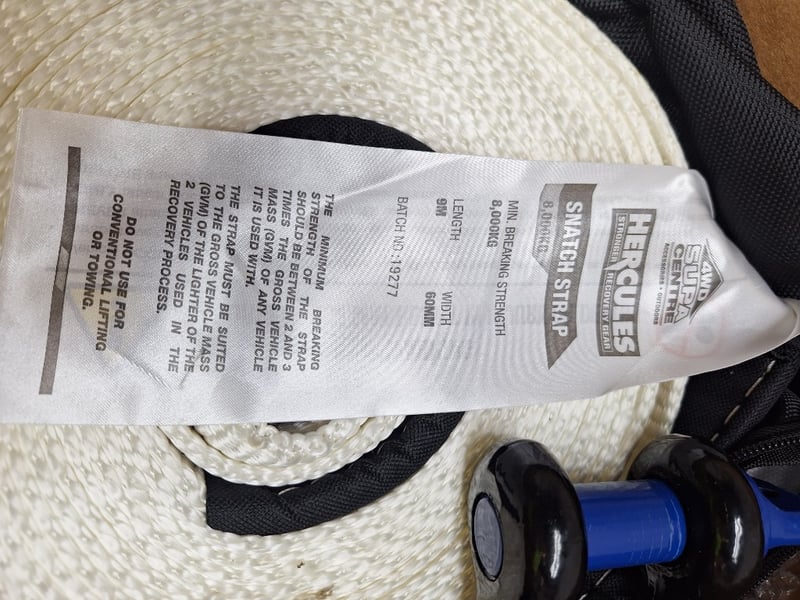 4WD
SUPA
CENTRE
ACCESSORIES • OUTDOORS
HERCULES
STRONGER RECOVERY GEAR
SNATCH STRAP
8,000KG
MIN. BREAKING STRENGTH
8,000KG
LENGTH WIDTH
9M 60MM
BATCH NO.:19277
THE MINIMUM BREAKING
STRENGTH OF THE STRAP
SHOULD BE BETWEEN 2 AND 3
TIMES THE GROSS VEHICLE
MASS (GVM) OF ANY VEHICLE
IT IS USED WITH.
THE STRAP MUST BE SUITED
TO THE GROSS VEHICLE MASS
(GVM) OF THE LIGHTER OF THE
2 VEHICLES USED IN THE
RECOVERY PROCESS.
DO NOT USE FOR
CONVENTIONAL LIFTING
OR TOWING.